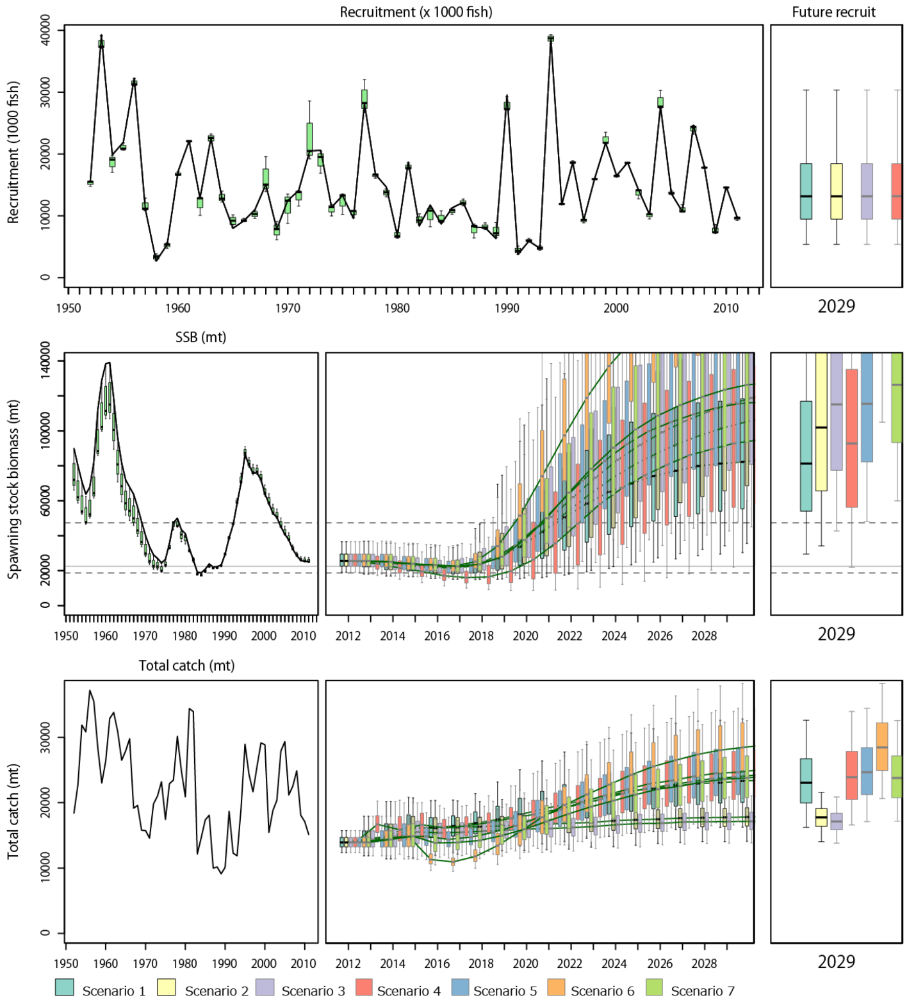 Recruitment (x 1000 fish)
Future recruit
Recruitment (1000 fish)
40000
30000
20000
10000
0
1950 1960 1970 1980 1990 2000 2010
2029
SSB (mt)
Spawning stock biomass (mt)
140000
100000
60000
20000
0
1950 1960 1970 1980 1990 2000 2010
2012 2014 2016 2018 2020 2022 2024 2026 2028
2029
Total catch (mt)
Total catch (mt)
30000
20000
10000
0
1950 1960 1970 1980 1990 2000 2010
2012 2014 2016 2018 2020 2022 2024 2026 2028
2029
Scenario 1 Scenario 2 Scenario 3 Scenario 4 Scenario 5 Scenario 6 Scenario 7